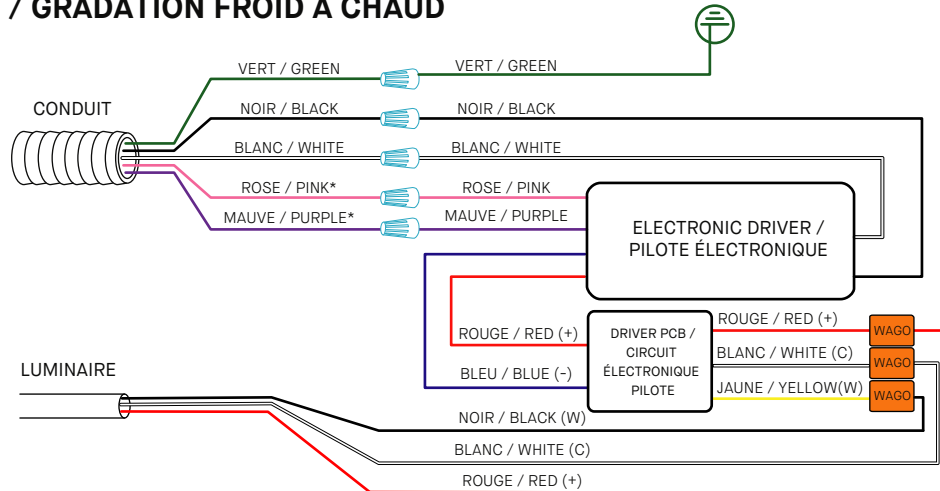 / GRADATION FROID À CHAUD
VERT / GREEN
VERT / GREEN
CONDUIT
NOIR / BLACK
NOIR / BLACK
BLANC / WHITE
BLANC / WHITE
ROSE / PINK*
ROSE / PINK
MAUVE / PURPLE*
MAUVE / PURPLE
ELECTRONIC DRIVER /
PILOTE ÉLECTRONIQUE
ROUGE / RED (+)
BLEU / BLUE (-)
DRIVER PCB /
CIRCUIT
ÉLECTRONIQUE
PILOTE
ROUGE / RED (+)
WAGO
BLANC / WHITE (C)
WAGO
JAUNE / YELLOW(W)
WAGO
LUMINAIRE
NOIR / BLACK (W)
BLANC / WHITE (C)
ROUGE / RED (+)